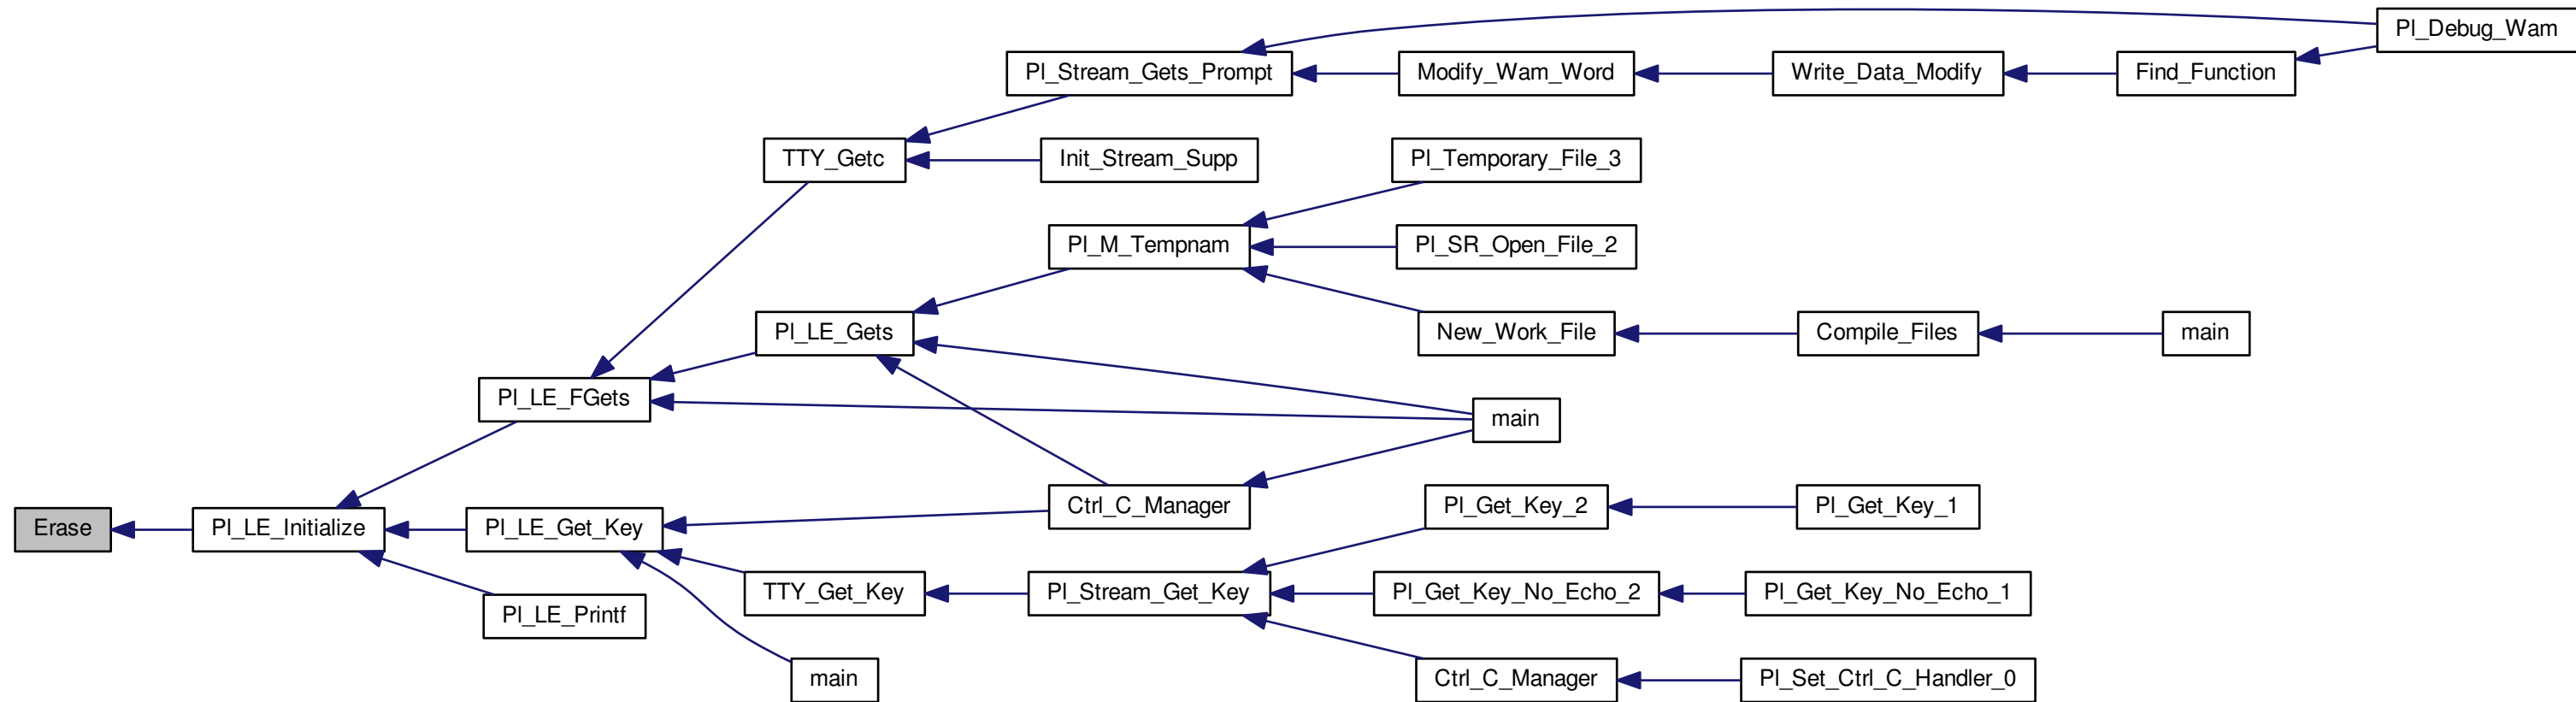 Pl_Debug_Wam
Pl_Stream_Gets_Prompt
Modify_Wam_Word
Write_Data_Modify
Find_Function
TTY_Getc
Init_Stream_Supp
Pl_Temporary_File_3
Pl_M_Tempnam
Pl_SR_Open_File_2
Pl_LE_Gets
New_Work_File
Compile_Files
main
Pl_LE_FGets
main
Erase
Pl_LE_Initialize
Pl_LE_Get_Key
Ctrl_C_Manager
Pl_Get_Key_2
Pl_Get_Key_1
Pl_LE_Printf
TTY_Get_Key
Pl_Stream_Get_Key
Pl_Get_Key_No_Echo_2
Pl_Get_Key_No_Echo_1
main
Ctrl_C_Manager
Pl_Set_Ctrl_C_Handler_0